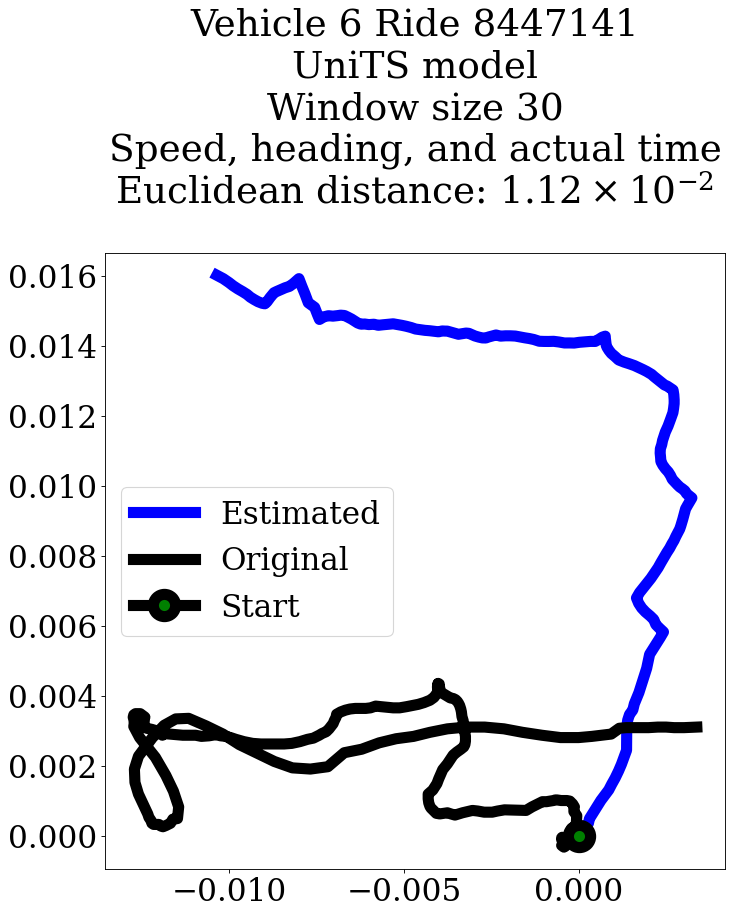 Vehicle 6 Ride 8447141
UniTS model
Window size 30
Speed, heading, and actual time
Euclidean distance: 1.12 × 10⁻²
0.016
0.014
0.012
0.010
0.008
0.006
0.004
0.002
0.000
Estimated
Original
Start
−0.010
−0.005
0.000